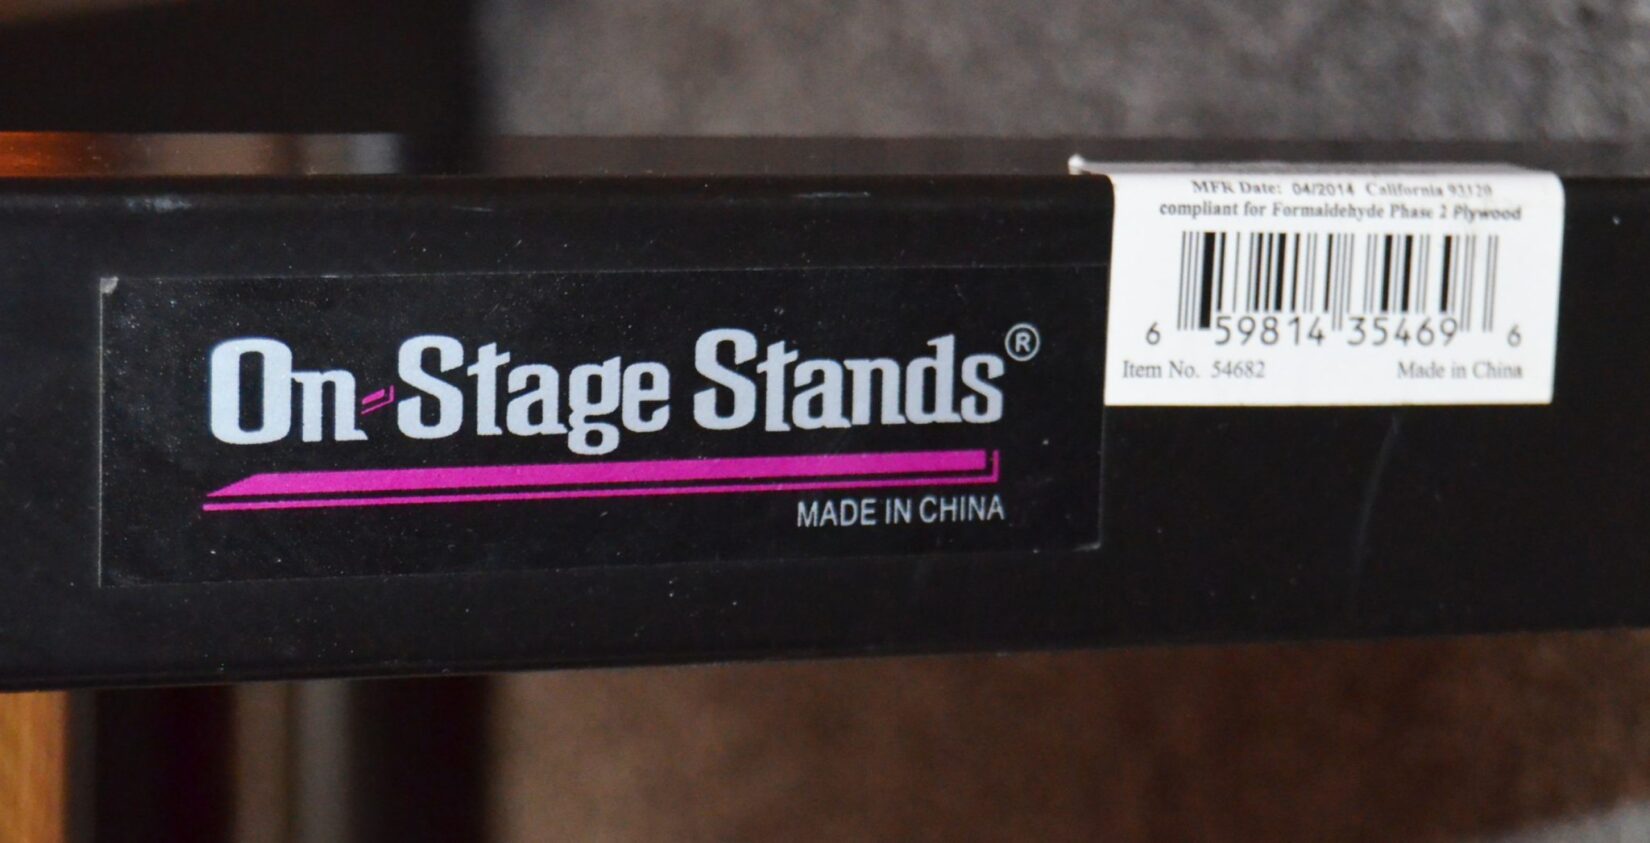 On-Stage Stands®
MADE IN CHINA
MFR Date: 04/2014 California 93120
compliant for Formaldehyde Phase 2 Plywood
6 59814 35469 6
Item No. 54682
Made in China